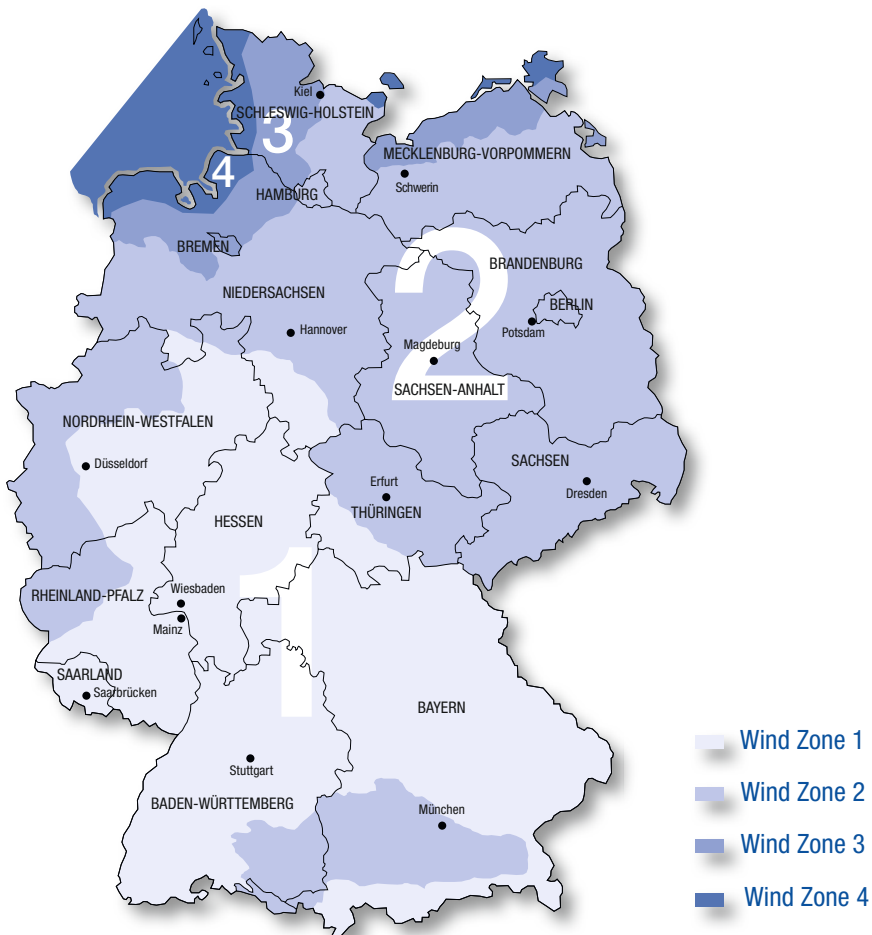 Kiel
SCHLESWIG-HOLSTEIN
3
4
MECKLENBURG-VORPOMMERN
Schwerin
HAMBURG
BREMEN
2
BRANDENBURG
NIEDERSACHSEN
BERLIN
Hannover
Potsdam
Magdeburg
SACHSEN-ANHALT
NORDRHEIN-WESTFALEN
Düsseldorf
SACHSEN
Erfurt
Dresden
THÜRINGEN
HESSEN
1
Wiesbaden
RHEINLAND-PFALZ
Mainz
SAARLAND
Saarbrücken
BAYERN
Stuttgart
BADEN-WÜRTTEMBERG
München
Wind Zone 1
Wind Zone 2
Wind Zone 3
Wind Zone 4